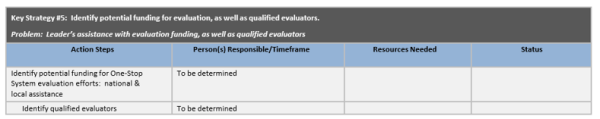 Key Strategy #5: Identify potential funding for evaluation, as well as qualified evaluators.
Problem: Leader's assistance with evaluation funding, as well as qualified evaluators
Action Steps Person(s) Responsible/Timeframe Resources Needed Status
Identify potential funding for One-Stop To be determined
System evaluation efforts: national &
local assistance
Identify qualified evaluators To be determined